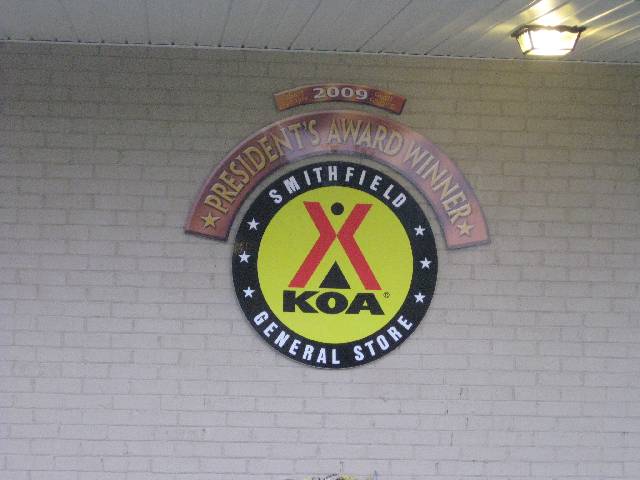 2009
PRESIDENT'S AWARD WINNER
SMITHFIELD
KOA®
GENERAL STORE